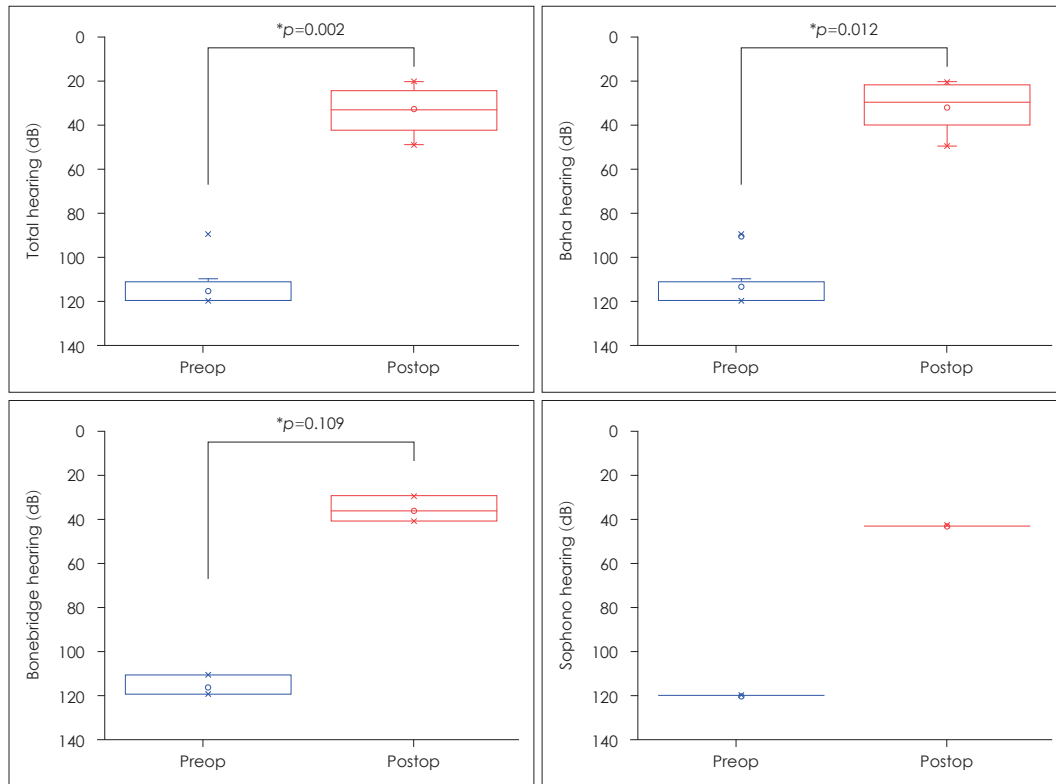 *p=0.002
0
20
40
60
80
100
120
140
Total hearing (dB)
Preop
Postop
*p=0.012
0
20
40
60
80
100
120
140
Baha hearing (dB)
Preop
Postop
*p=0.109
0
20
40
60
80
100
120
140
Bonebridge hearing (dB)
Preop
Postop
0
20
40
60
80
100
120
140
Sophono hearing (dB)
Preop
Postop